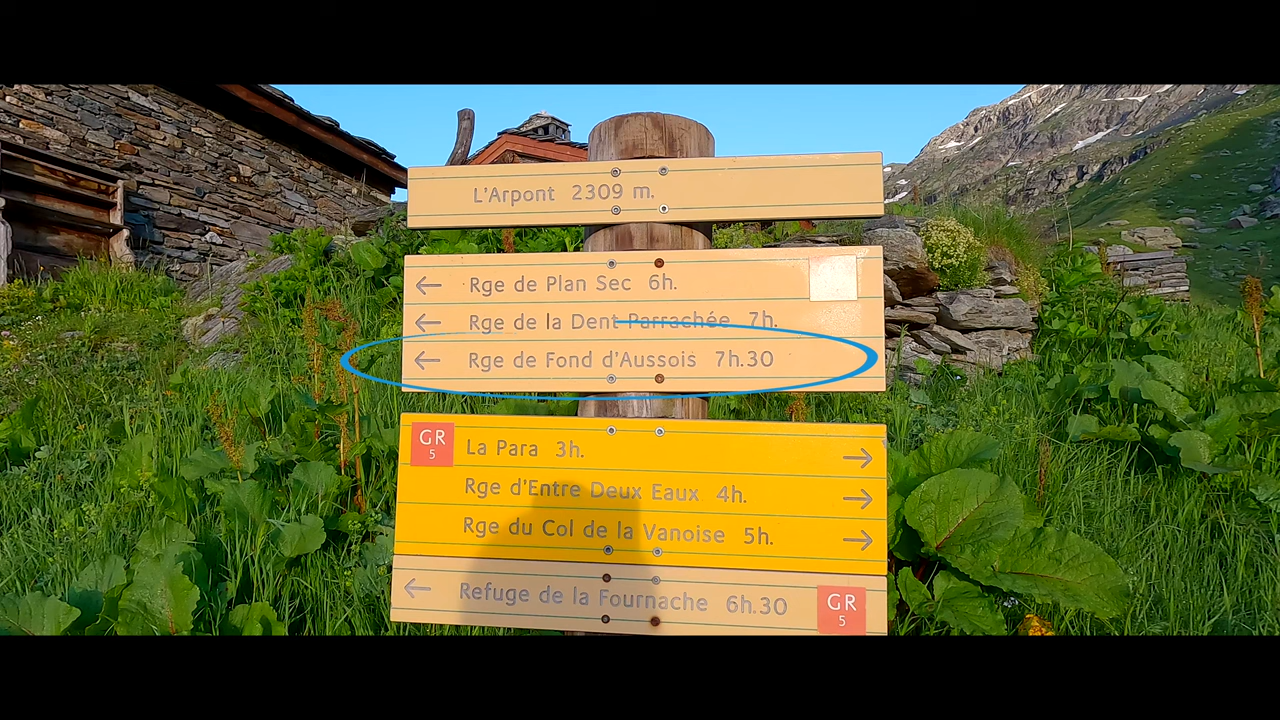 L'Arpont 2309 m.
← Rge de Plan Sec 6h.
← Rge de la Dent Parrachée 7h.
← Rge de Fond d'Aussois 7h.30
GR 5 La Para 3h. →
Rge d'Entre Deux Eaux 4h. →
Rge du Col de la Vanoise 5h. →
← Refuge de la Fournache 6h.30 GR 5